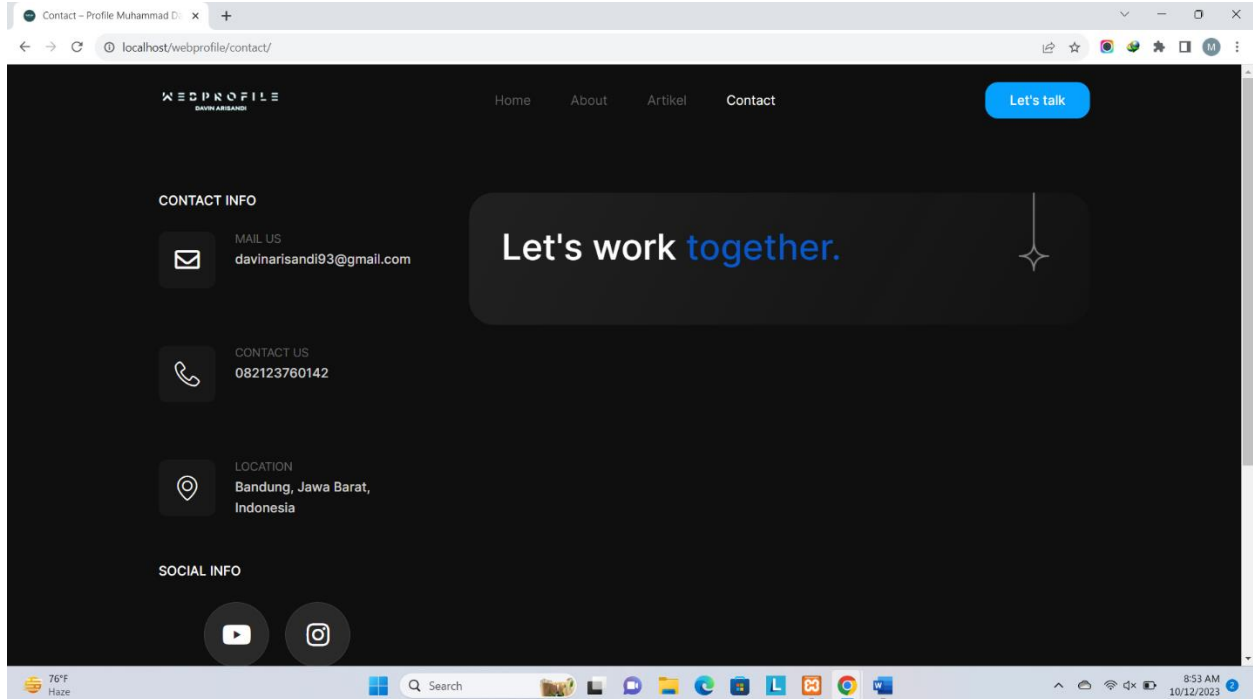 Contact – Profile Muhammad D
localhost/webprofile/contact/
M
WEBPROFILE
DAVIN ARISANDI
Home About Artikel Contact Let's talk
CONTACT INFO
MAIL US
davinarisandi93@gmail.com
Let's work together.
CONTACT US
082123760142
LOCATION
Bandung, Jawa Barat,
Indonesia
SOCIAL INFO
76°F
Haze
Search
L
W
8:53 AM
10/12/2023
2